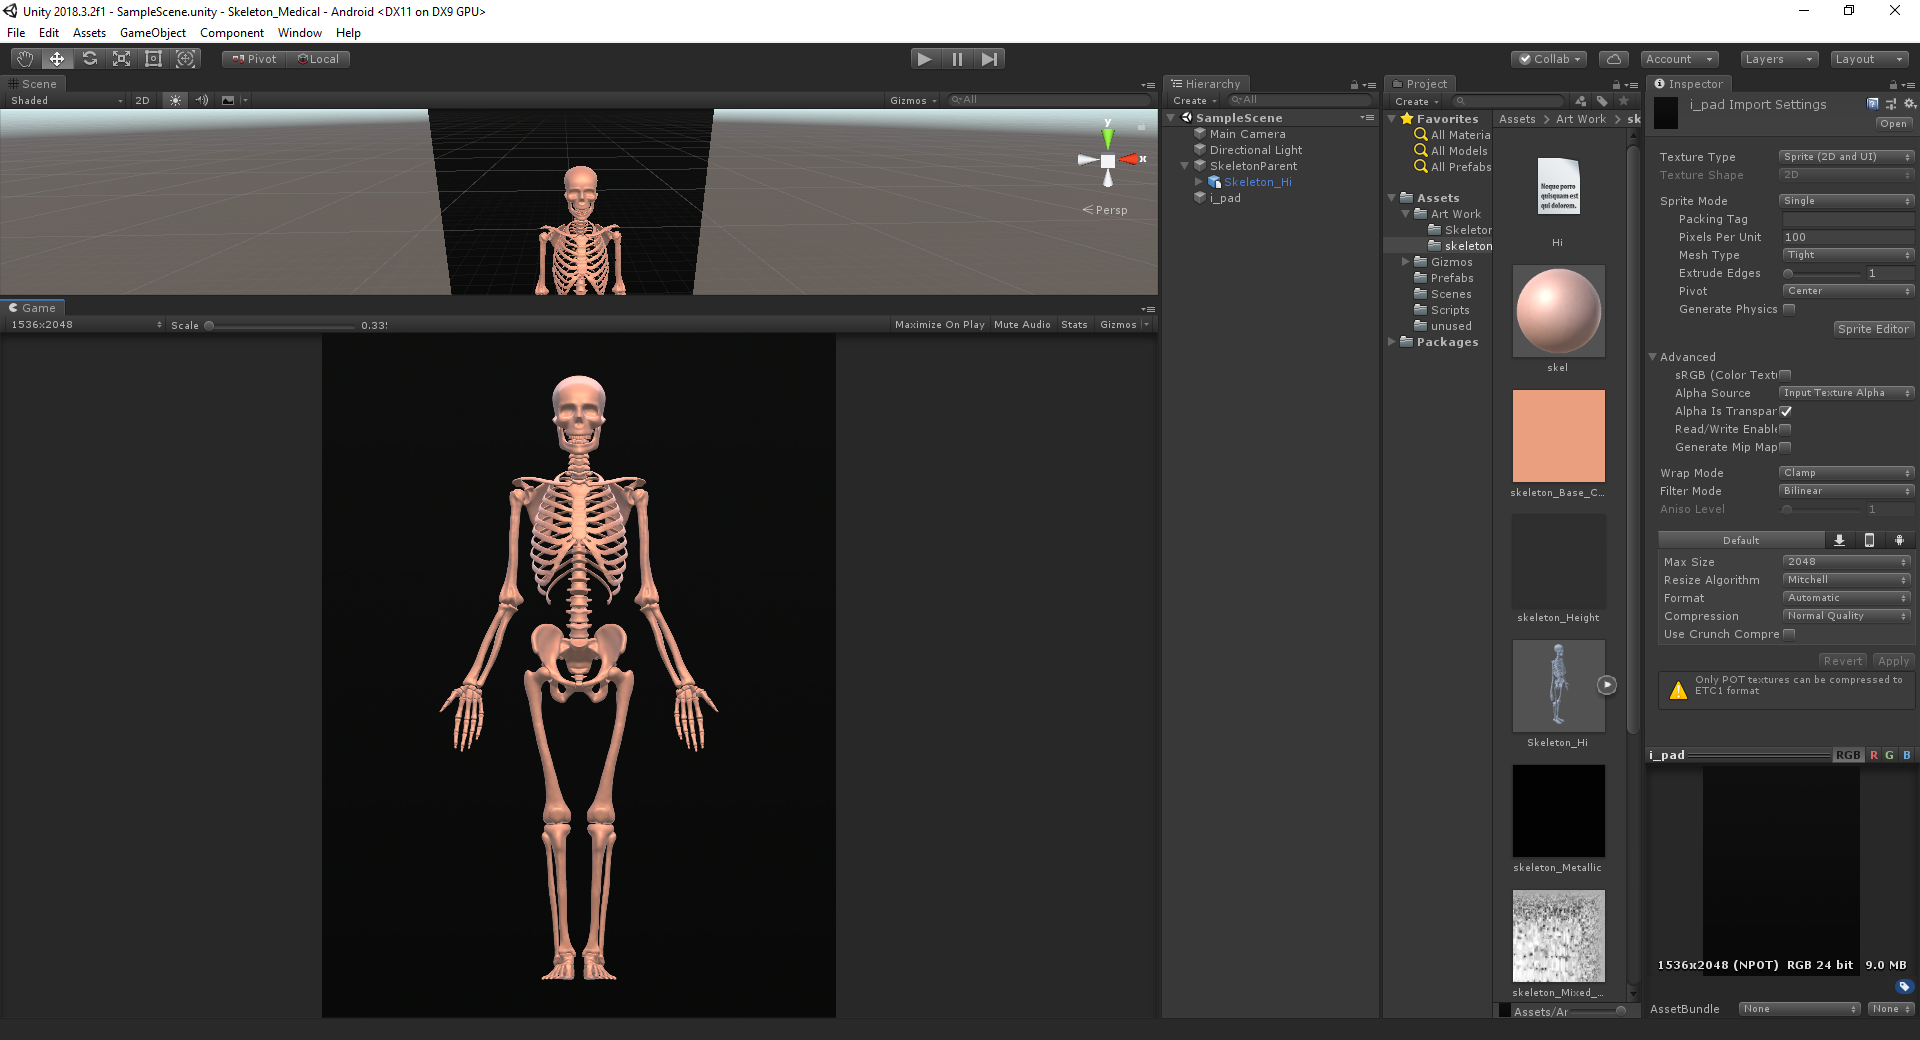 Unity 2018.3.2f1 - SampleScene.unity - Skeleton_Medical - Android <DX11 on DX9 GPU>
File Edit Assets GameObject Component Window Help
Pivot Local
Collab Account Layers Layout
Scene
Shaded 2D Gizmos All
y
x
Persp
Game
1536x2048 Scale 0.33
Maximize On Play Mute Audio Stats Gizmos
Hierarchy
Create All
SampleScene
Main Camera
Directional Light
SkeletonParent
Skeleton_Hi
i_pad
Project
Create
Favorites
All Materia
All Models
All Prefabs
Assets
Art Work
Skeleton
skeleton
Gizmos
Prefabs
Scenes
Scripts
unused
Packages
Assets > Art Work > sk
Neque porro
quisquam est
qui dolorem.
Hi
skel
skeleton_Base_C...
skeleton_Height
Skeleton_Hi
skeleton_Metallic
skeleton_Mixed_...
Assets/Ar
Inspector
i_pad Import Settings
Open
Texture Type Sprite (2D and UI)
Texture Shape 2D
Sprite Mode Single
Packing Tag
Pixels Per Unit 100
Mesh Type Tight
Extrude Edges 1
Pivot Center
Generate Physics
Sprite Editor
Advanced
sRGB (Color Text
Alpha Source Input Texture Alpha
Alpha Is Transpar
Read/Write Enabl
Generate Mip Map
Wrap Mode Clamp
Filter Mode Bilinear
Aniso Level 1
Default
Max Size 2048
Resize Algorithm Mitchell
Format Automatic
Compression Normal Quality
Use Crunch Compre
Revert Apply
Only POT textures can be compressed to
ETC1 format
i_pad RGB R G B
1536x2048 (NPOT) RGB 24 bit 9.0 MB
AssetBundle None None